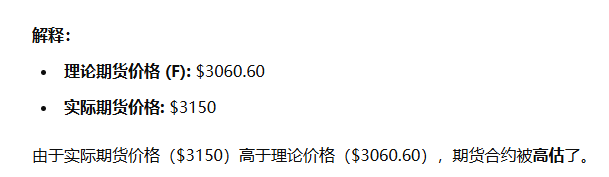 解释：
• 理论期货价格 (F): $3060.60
• 实际期货价格: $3150
由于实际期货价格（$3150）高于理论价格（$3060.60），期货合约被高估了。